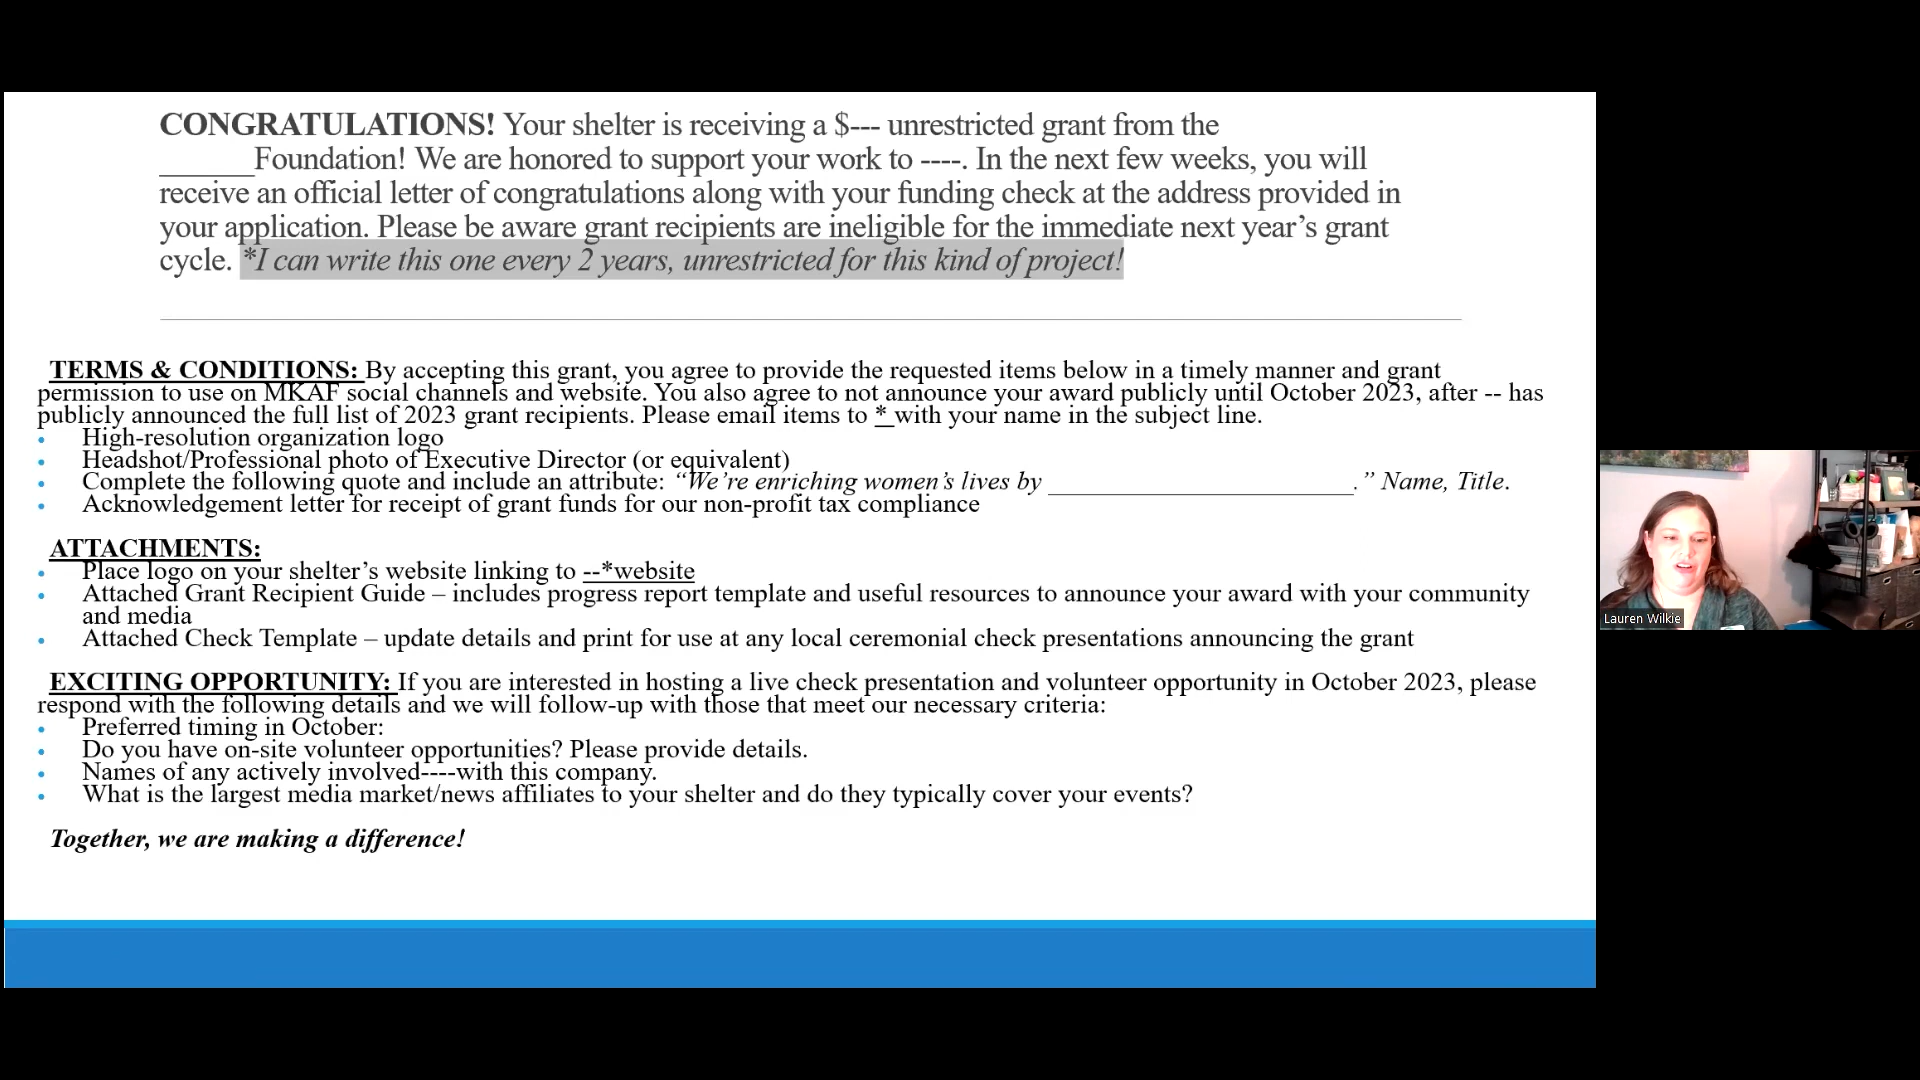 CONGRATULATIONS! Your shelter is receiving a $--- unrestricted grant from the
______Foundation! We are honored to support your work to ----. In the next few weeks, you will
receive an official letter of congratulations along with your funding check at the address provided in
your application. Please be aware grant recipients are ineligible for the immediate next year’s grant
cycle. *I can write this one every 2 years, unrestricted for this kind of project!
TERMS & CONDITIONS: By accepting this grant, you agree to provide the requested items below in a timely manner and grant
permission to use on MKAF social channels and website. You also agree to not announce your award publicly until October 2023, after -- has
publicly announced the full list of 2023 grant recipients. Please email items to * with your name in the subject line.
• High-resolution organization logo
• Headshot/Professional photo of Executive Director (or equivalent)
• Complete the following quote and include an attribute: “We’re enriching women’s lives by ______________________.” Name, Title.
• Acknowledgement letter for receipt of grant funds for our non-profit tax compliance
ATTACHMENTS:
• Place logo on your shelter’s website linking to --*website
• Attached Grant Recipient Guide – includes progress report template and useful resources to announce your award with your community
and media
• Attached Check Template – update details and print for use at any local ceremonial check presentations announcing the grant
EXCITING OPPORTUNITY: If you are interested in hosting a live check presentation and volunteer opportunity in October 2023, please
respond with the following details and we will follow-up with those that meet our necessary criteria:
• Preferred timing in October:
• Do you have on-site volunteer opportunities? Please provide details.
• Names of any actively involved----with this company.
• What is the largest media market/news affiliates to your shelter and do they typically cover your events?
Together, we are making a difference!
Lauren Wilkie